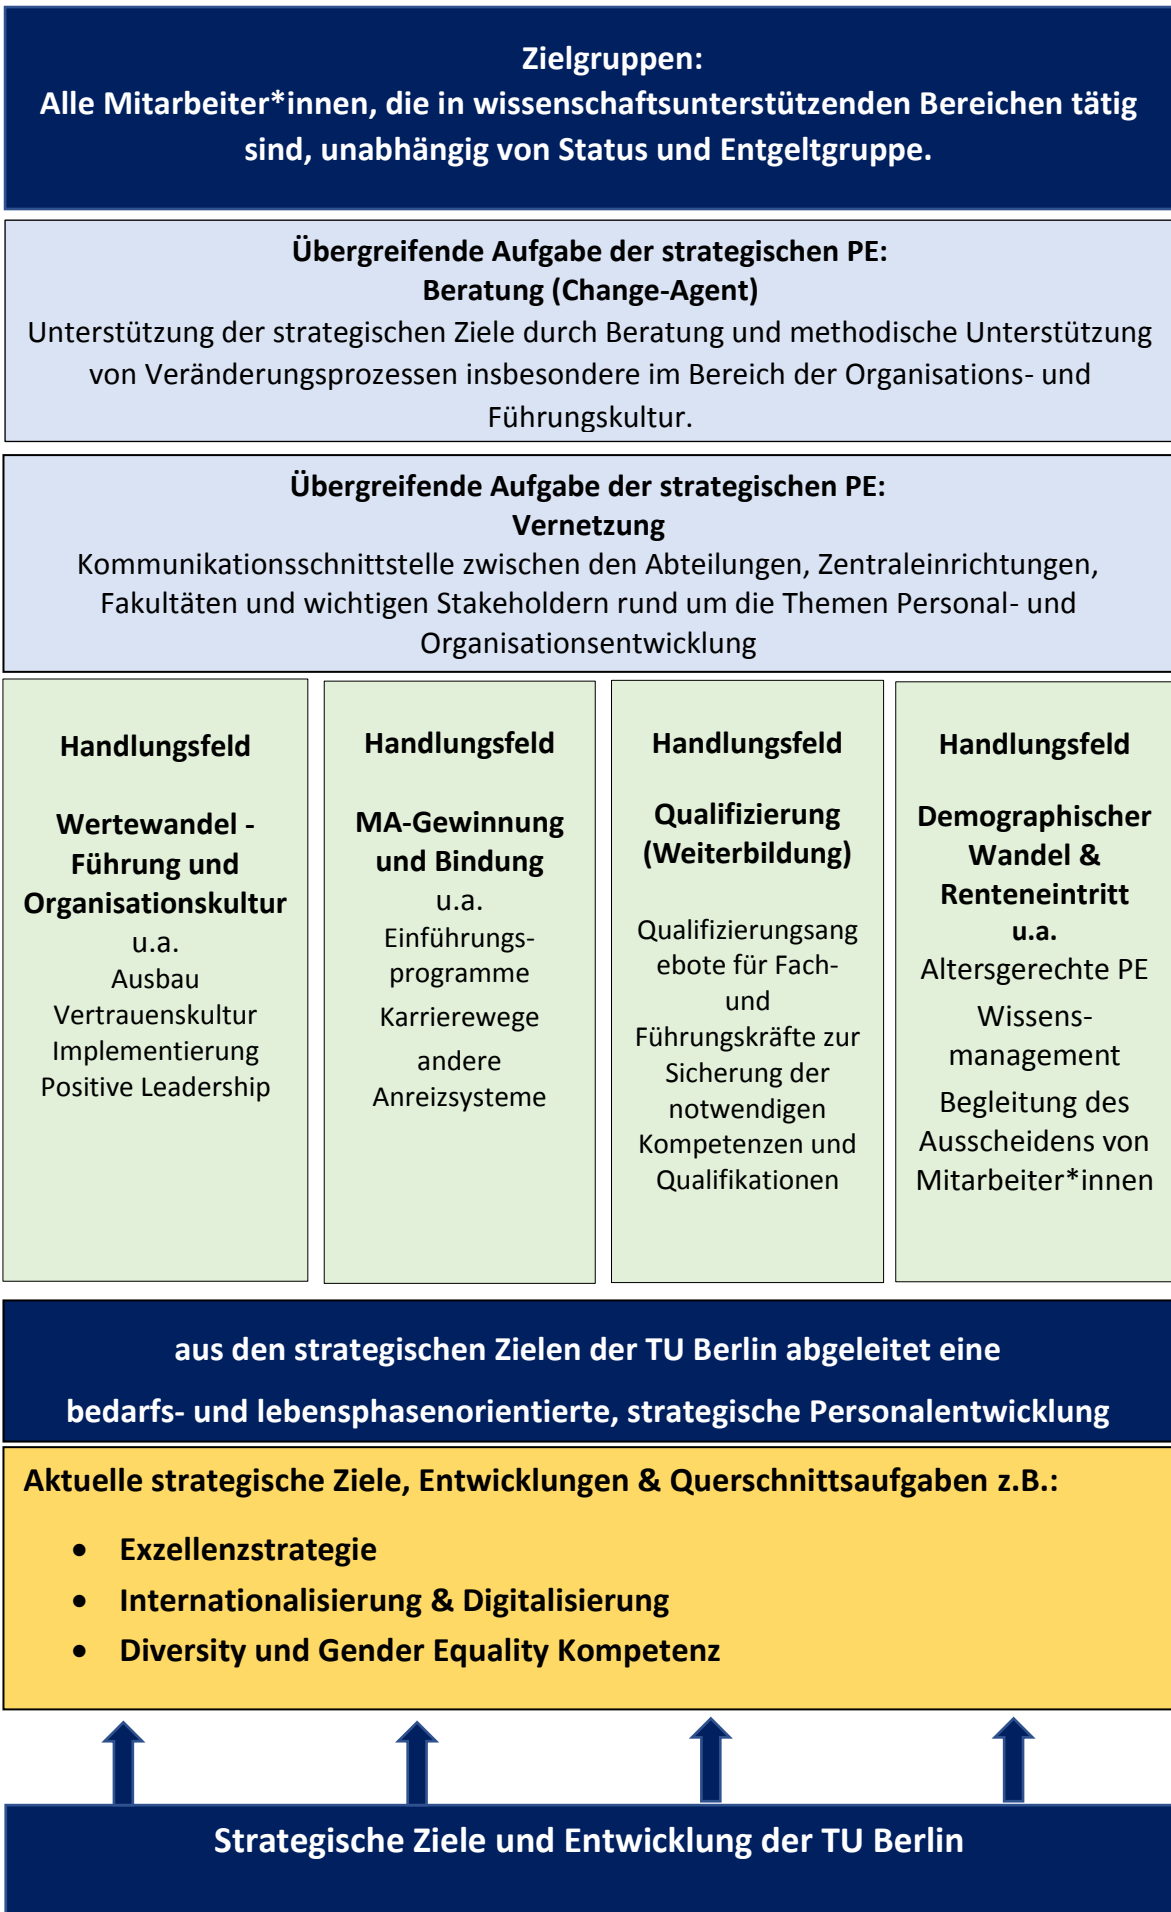 Zielgruppen:
Alle Mitarbeiter*innen, die in wissenschaftsunterstützenden Bereichen tätig
sind, unabhängig von Status und Entgeltgruppe.
Übergreifende Aufgabe der strategischen PE:
Beratung (Change-Agent)
Unterstützung der strategischen Ziele durch Beratung und methodische Unterstützung
von Veränderungsprozessen insbesondere im Bereich der Organisations- und
Führungskultur.
Übergreifende Aufgabe der strategischen PE:
Vernetzung
Kommunikationsschnittstelle zwischen den Abteilungen, Zentraleinrichtungen,
Fakultäten und wichtigen Stakeholdern rund um die Themen Personal- und
Organisationsentwicklung
Handlungsfeld
Wertewandel -
Führung und
Organisationskultur
u.a.
Ausbau
Vertrauenskultur
Implementierung
Positive Leadership
Handlungsfeld
MA-Gewinnung
und Bindung
u.a.
Einführungs-
programme
Karrierewege
andere
Anreizsysteme
Handlungsfeld
Qualifizierung
(Weiterbildung)
Qualifizierungsang
ebote für Fach-
und
Führungskräfte zur
Sicherung der
notwendigen
Kompetenzen und
Qualifikationen
Handlungsfeld
Demographischer
Wandel &
Renteneintritt
u.a.
Altersgerechte PE
Wissens-
management
Begleitung des
Ausscheidens von
Mitarbeiter*innen
aus den strategischen Zielen der TU Berlin abgeleitet eine
bedarfs- und lebensphasenorientierte, strategische Personalentwicklung
Aktuelle strategische Ziele, Entwicklungen & Querschnittsaufgaben z.B.:
• Exzellenzstrategie
• Internationalisierung & Digitalisierung
• Diversity und Gender Equality Kompetenz
Strategische Ziele und Entwicklung der TU Berlin